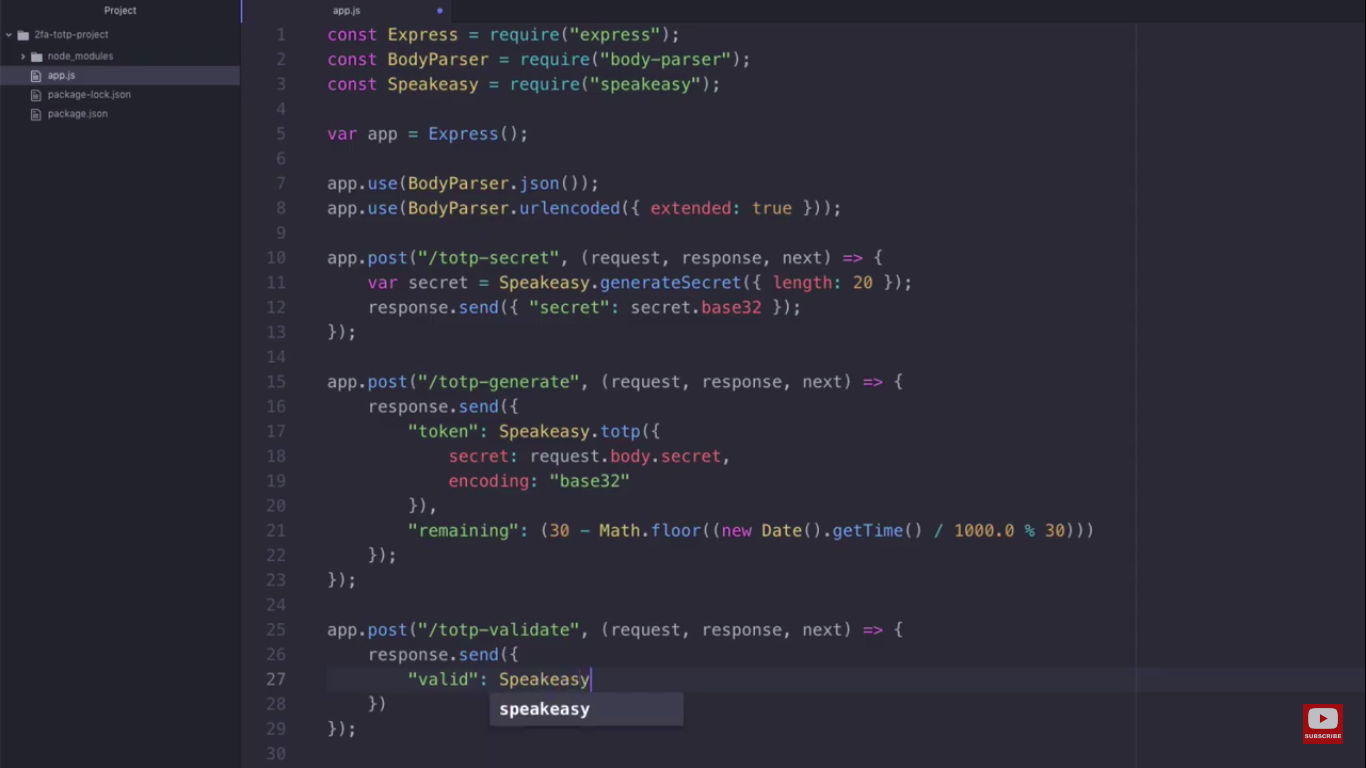 Project
2fa-totp-project
node_modules
app.js
package-lock.json
package.json
app.js
1 const Express = require("express");
2 const BodyParser = require("body-parser");
3 const Speakeasy = require("speakeasy");
4
5 var app = Express();
6
7 app.use(BodyParser.json());
8 app.use(BodyParser.urlencoded({ extended: true }));
9
10 app.post("/totp-secret", (request, response, next) => {
11     var secret = Speakeasy.generateSecret({ length: 20 });
12     response.send({ "secret": secret.base32 });
13 });
14
15 app.post("/totp-generate", (request, response, next) => {
16     response.send({
17         "token": Speakeasy.totp({
18             secret: request.body.secret,
19             encoding: "base32"
20         }),
21         "remaining": (30 - Math.floor((new Date().getTime() / 1000.0 % 30)))
22     });
23 });
24
25 app.post("/totp-validate", (request, response, next) => {
26     response.send({
27         "valid": Speakeasy
28     })
speakeasy
29 });
30
SUBSCRIBE